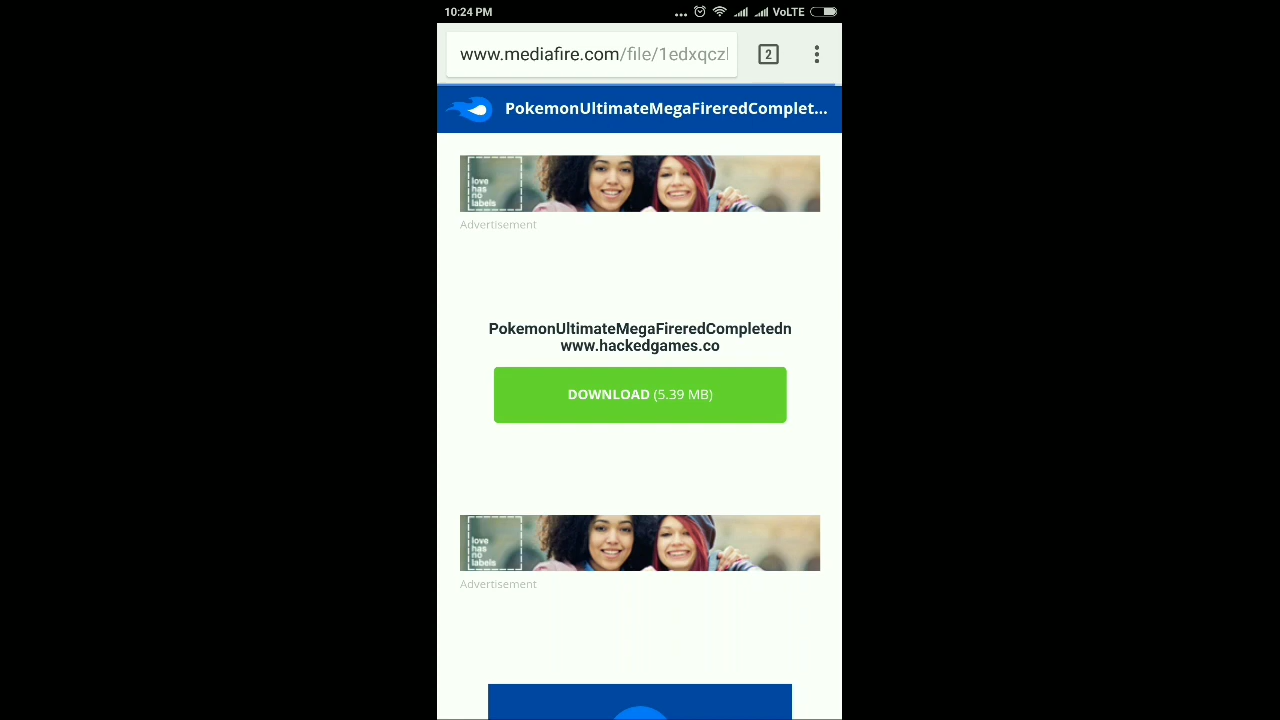 10:24 PM
VoLTE
www.mediafire.com/file/1edxqcz
2
PokemonUltimateMegaFireredComplet...
love
has
no
labels
Advertisement
PokemonUltimateMegaFireredCompletedn
www.hackedgames.co
DOWNLOAD (5.39 MB)
love
has
no
labels
Advertisement